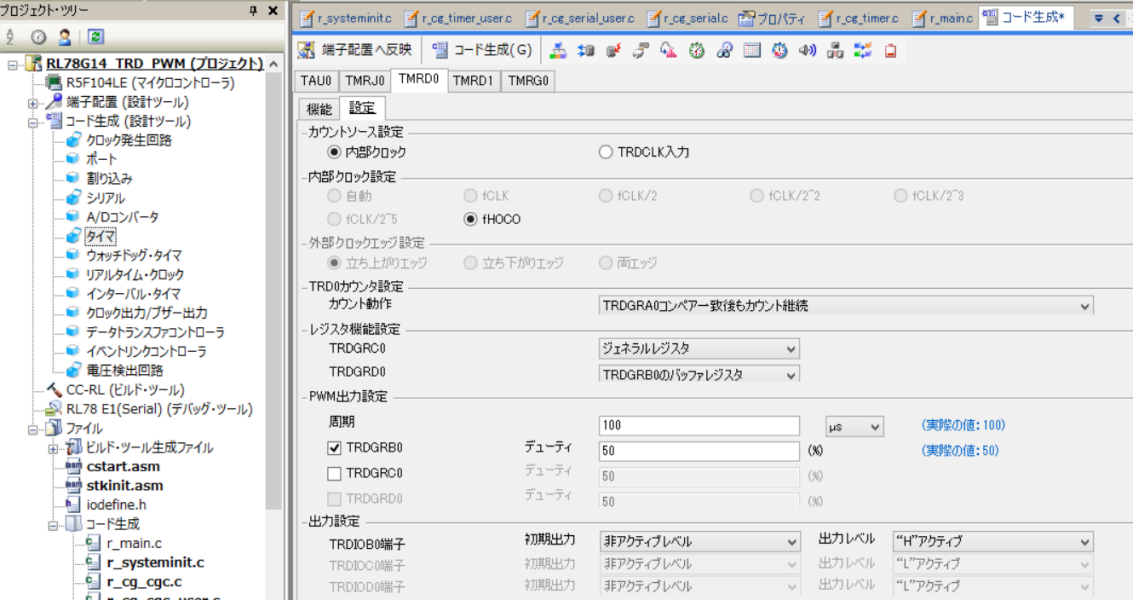 プロジェクト・ツリー
RL78G14_TRD_PWM (プロジェクト)
R5F104LE (マイクロコントローラ)
端子配置 (設計ツール)
コード生成 (設計ツール)
クロック発生回路
ポート
割り込み
シリアル
A/Dコンバータ
タイマ
ウォッチドッグ・タイマ
リアルタイム・クロック
インターバル・タイマ
クロック出力/ブザー出力
データトランスファコントローラ
イベントリンクコントローラ
電圧検出回路
CC-RL (ビルド・ツール)
RL78 E1(Serial) (デバッグ・ツール)
ファイル
ビルド・ツール生成ファイル
cstart.asm
stkinit.asm
iodefine.h
コード生成
r_main.c
r_systeminit.c
r_cg_cgc.c
r_cg_cgc_user.c
r_systeminit.c r_cg_timer_user.c r_cg_serial_user.c r_cg_serial.c プロパティ r_cg_timer.c r_main.c コード生成*
端子配置へ反映 コード生成(G)
TAU0 TMRJ0 TMRD0 TMRD1 TMRG0
機能 設定
カウントソース設定
内部クロック TRDCLK入力
内部クロック設定
自動 fCLK fCLK/2 fCLK/2^2 fCLK/2^3
fCLK/2^5 fHOCO
外部クロックエッジ設定
立ち上がりエッジ 立ち下がりエッジ 両エッジ
TRD0カウンタ設定
カウント動作 TRDGRA0コンペア一致後もカウント継続
レジスタ機能設定
TRDGRC0 ジェネラルレジスタ
TRDGRD0 TRDGRB0のバッファレジスタ
PWM出力設定
周期 100 μs (実際の値:100)
TRDGRB0 デューティ 50 (%) (実際の値:50)
TRDGRC0 デューティ 50 (%)
TRDGRD0 デューティ 50 (%)
出力設定
TRDIOB0端子 初期出力 非アクティブレベル 出力レベル "H"アクティブ
TRDIOC0端子 初期出力 非アクティブレベル 出力レベル "L"アクティブ
TRDIOD0端子 初期出力 非アクティブレベル 出力レベル "L"アクティブ